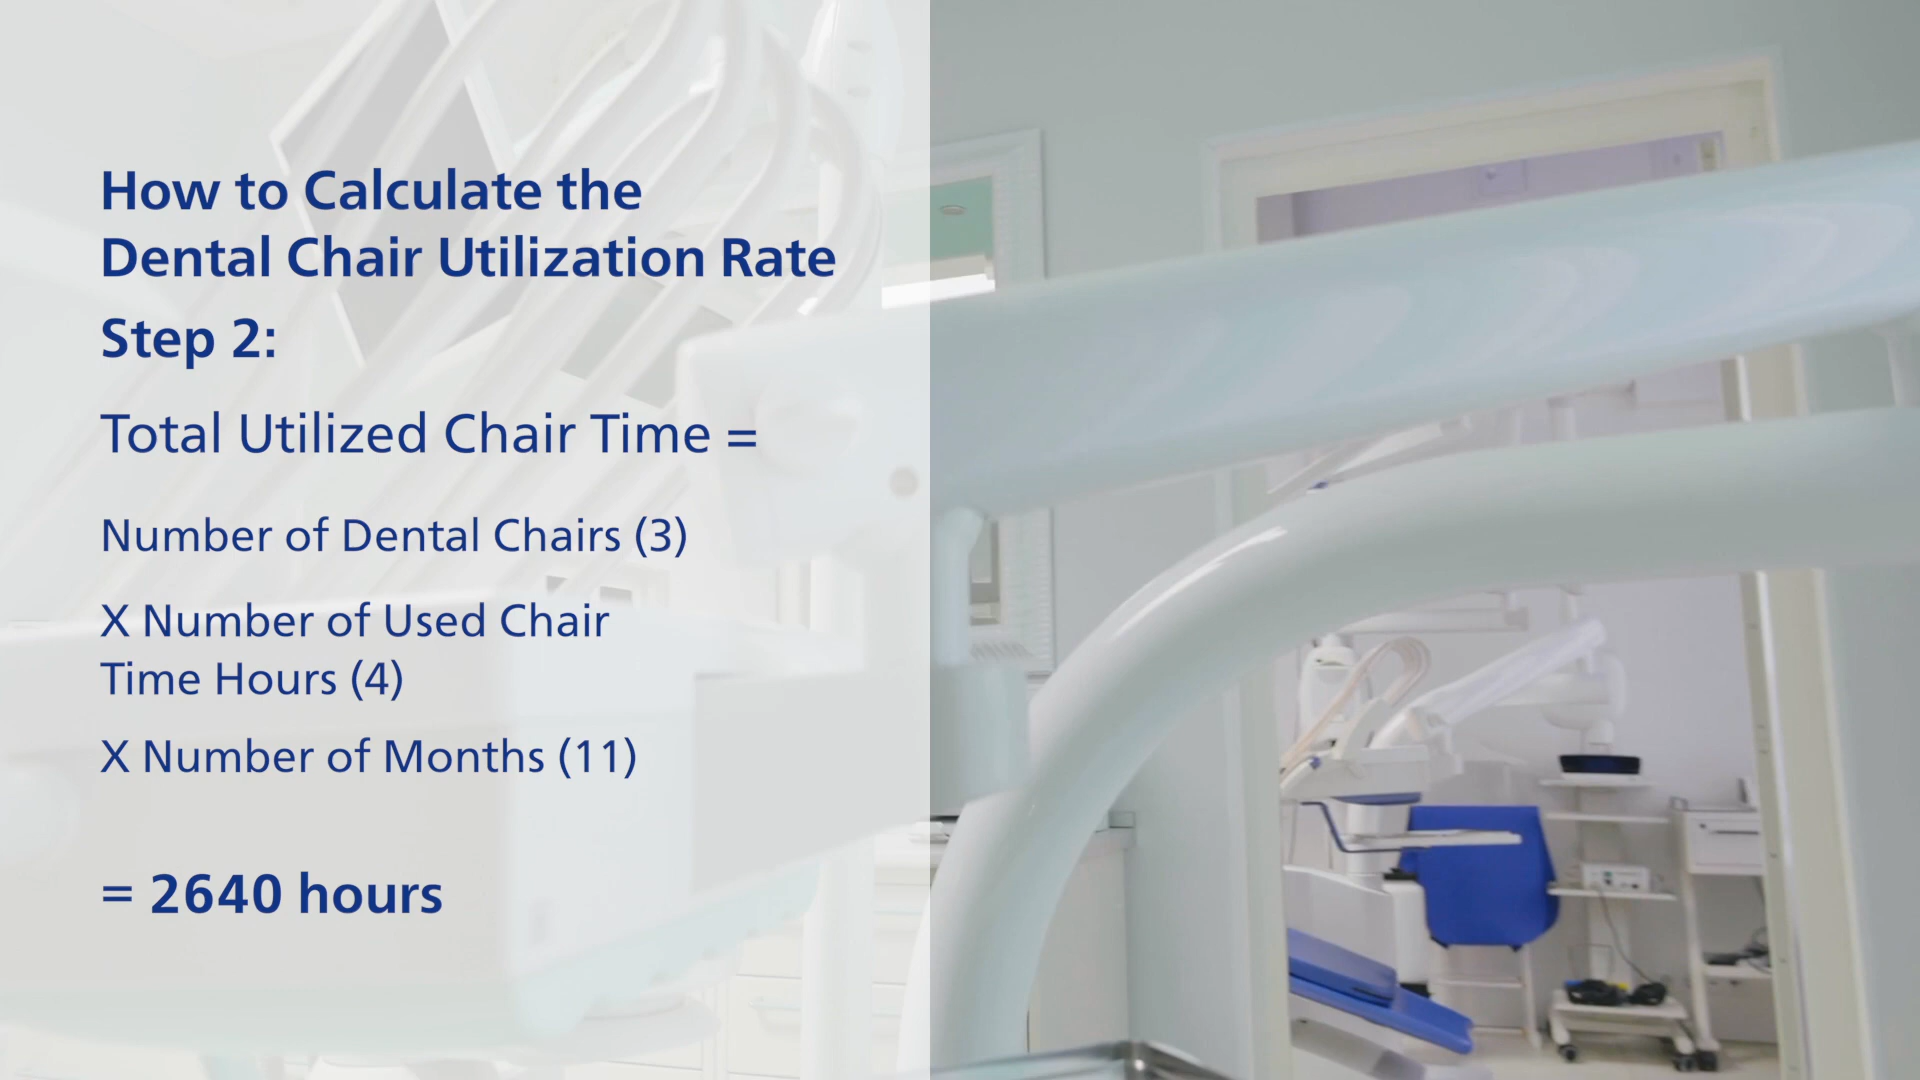 How to Calculate the
Dental Chair Utilization Rate
Step 2:
Total Utilized Chair Time =
Number of Dental Chairs (3)
X Number of Used Chair
Time Hours (4)
X Number of Months (11)
= 2640 hours